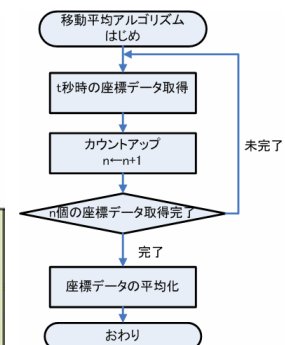 移動平均アルゴリズム
はじめ
t秒時の座標データ取得
カウントアップ
n←n+1
未完了
n個の座標データ取得完了
完了
座標データの平均化
おわり